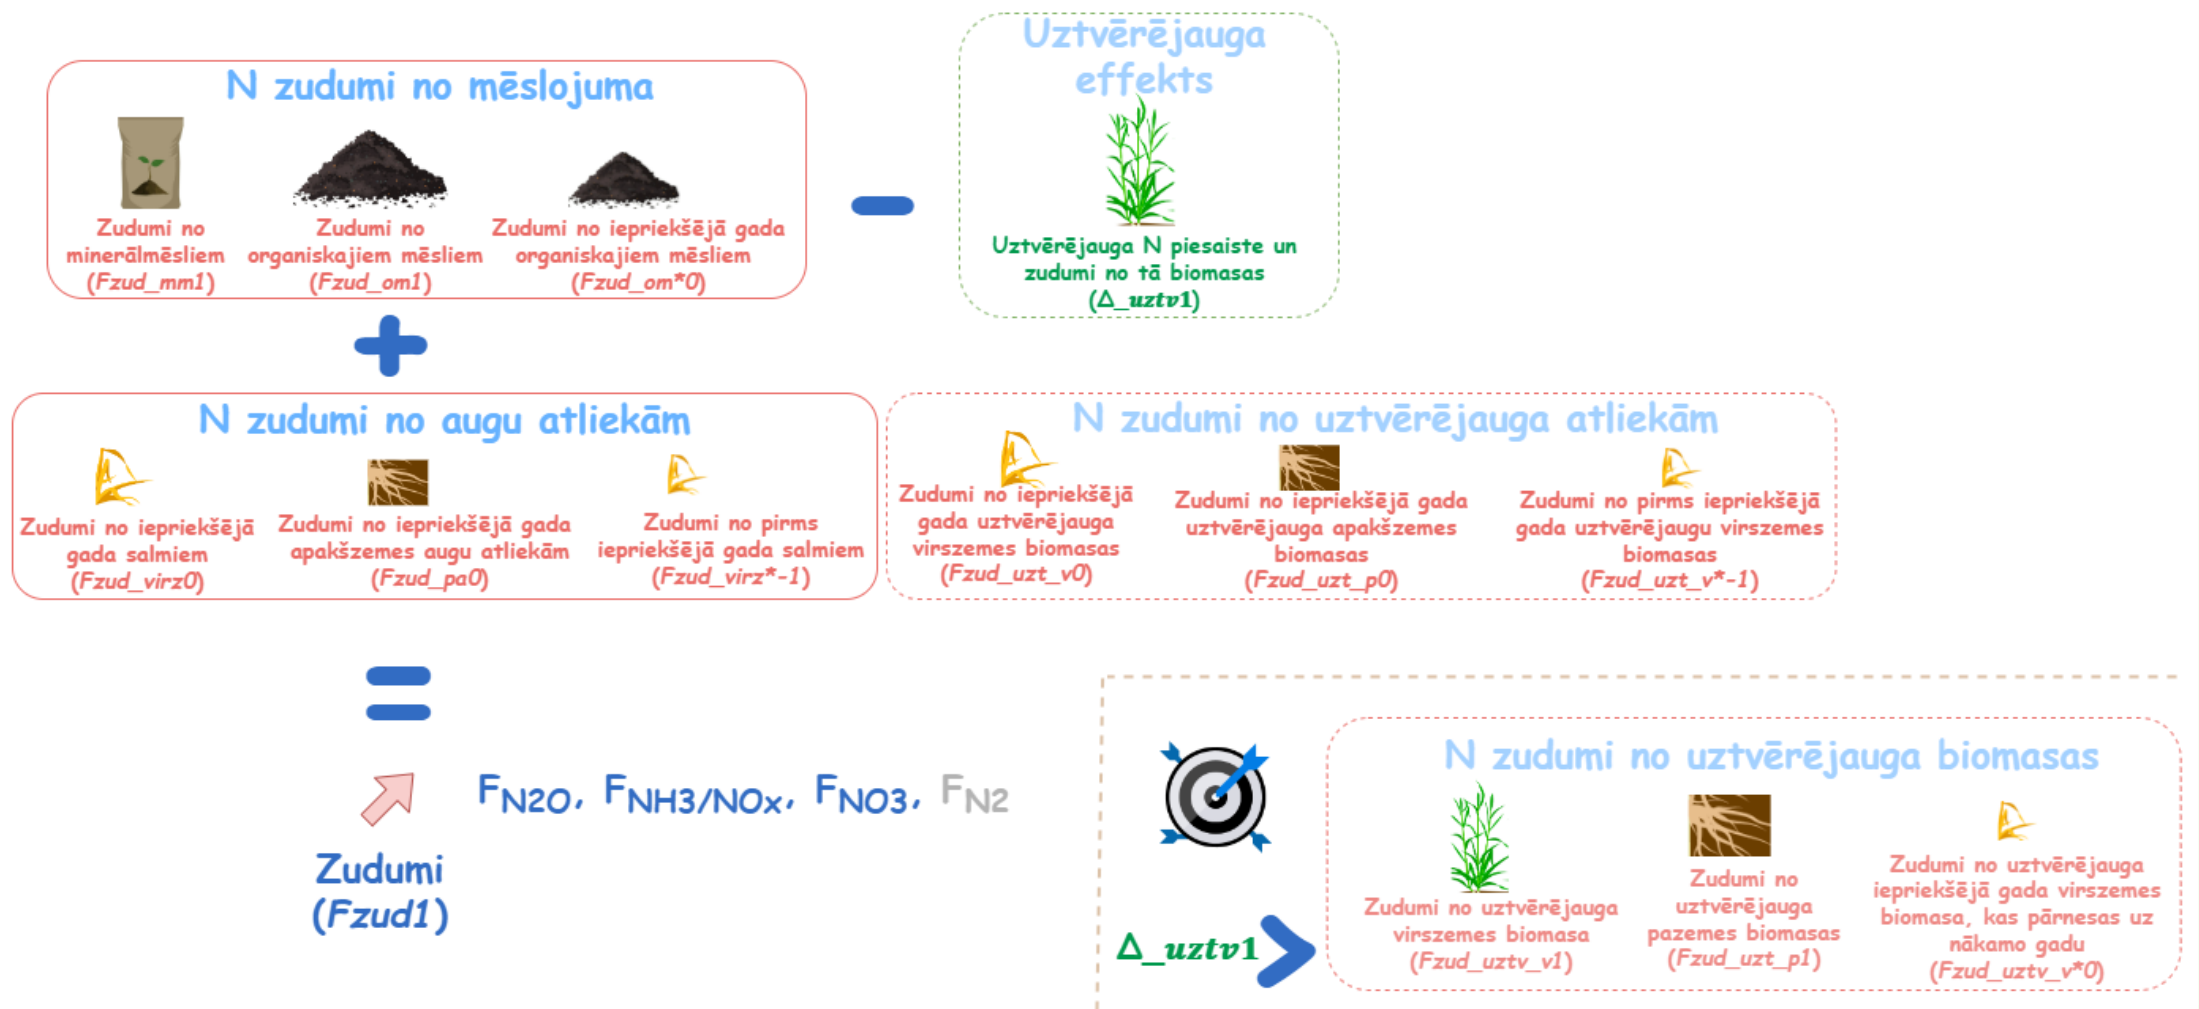 N zudumi no mēslojuma
Zudumi no
minerālmēsliem
(Fzud_mm1)
Zudumi no
organiskajiem mēsliem
(Fzud_om1)
Zudumi no iepriekšējā gada
organiskajiem mēsliem
(Fzud_om*0)
Uztvērējauga
effekts
Uztvērējauga N piesaiste un
zudumi no tā biomasas
(Δ_uztv1)
N zudumi no augu atliekām
Zudumi no iepriekšējā
gada salmiem
(Fzud_virz0)
Zudumi no iepriekšējā gada
apakšzemes augu atliekām
(Fzud_pa0)
Zudumi no pirms
iepriekšējā gada salmiem
(Fzud_virz*-1)
N zudumi no uztvērējauga atliekām
Zudumi no iepriekšējā
gada uztvērējauga
virszemes biomasas
(Fzud_uzt_v0)
Zudumi no iepriekšējā gada
uztvērējauga apakšzemes
biomasas
(Fzud_uzt_p0)
Zudumi no pirms iepriekšējā
gada uztvērējaugu virszemes
biomasas
(Fzud_uzt_v*-1)
FN2O, FNH3/NOx, FNO3, FN2
Zudumi
(Fzud1)
Δ_uztv1
N zudumi no uztvērējauga biomasas
Zudumi no uztvērējauga
virszemes biomasa
(Fzud_uztv_v1)
Zudumi no
uztvērējauga
pazemes biomasas
(Fzud_uzt_p1)
Zudumi no uztvērējauga
iepriekšējā gada virszemes
biomasa, kas pārnesas uz
nākamo gadu
(Fzud_uztv_v*0)